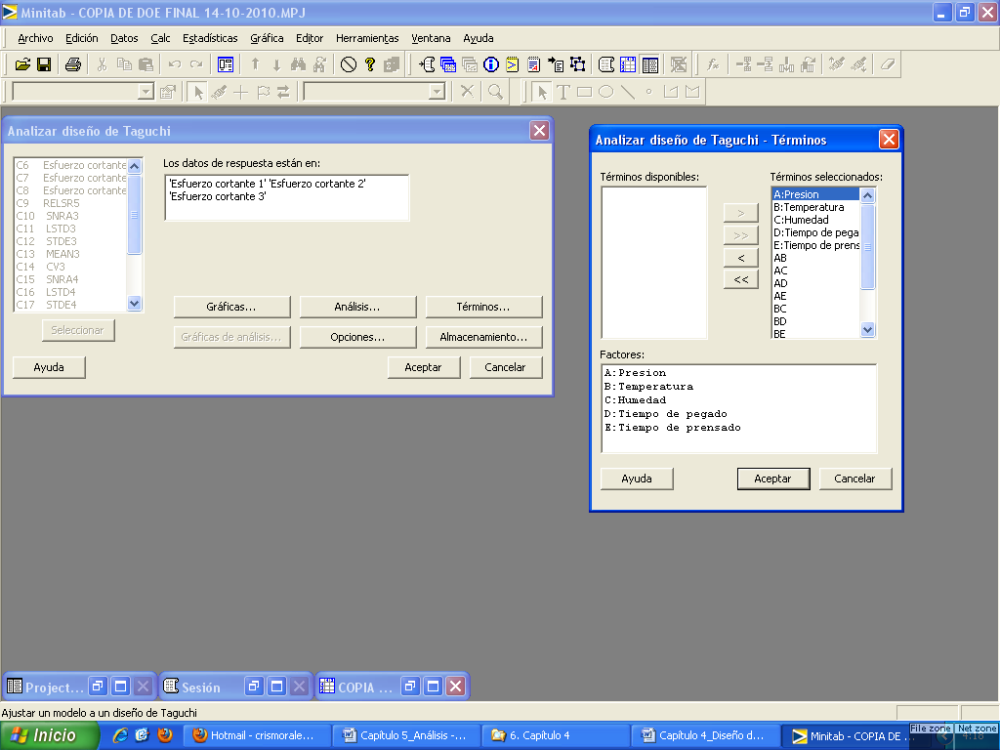 Minitab - COPIA DE DOE FINAL 14-10-2010.MPJ
Archivo Edición Datos Calc Estadísticas Gráfica Editor Herramientas Ventana Ayuda
Analizar diseño de Taguchi
C6 Esfuerzo cortante
C7 Esfuerzo cortante
C8 Esfuerzo cortante
C9 RELSR5
C10 SNRA3
C11 LSTD3
C12 STDE3
C13 MEAN3
C14 CV3
C15 SNRA4
C16 LSTD4
C17 STDE4
Seleccionar
Los datos de respuesta están en:
'Esfuerzo cortante 1' 'Esfuerzo cortante 2'
'Esfuerzo cortante 3'
Gráficas... Análisis... Términos...
Gráficas de análisis... Opciones... Almacenamiento...
Ayuda Aceptar Cancelar
Analizar diseño de Taguchi - Términos
Términos disponibles:
> 
>>
<
<<
Términos seleccionados:
A:Presion
B:Temperatura
C:Humedad
D:Tiempo de pega
E:Tiempo de prens
AB
AC
AD
AE
BC
BD
BE
Factores:
A:Presion
B:Temperatura
C:Humedad
D:Tiempo de pegado
E:Tiempo de prensado
Ayuda Aceptar Cancelar
Project... Sesión COPIA ...
Ajustar un modelo a un diseño de Taguchi
Inicio Hotmail - crismorale... Capítulo 5_Análisis -... 6. Capítulo 4 Capítulo 4_Diseño d... Minitab - COPIA DE ... File zone Net zone
4:18